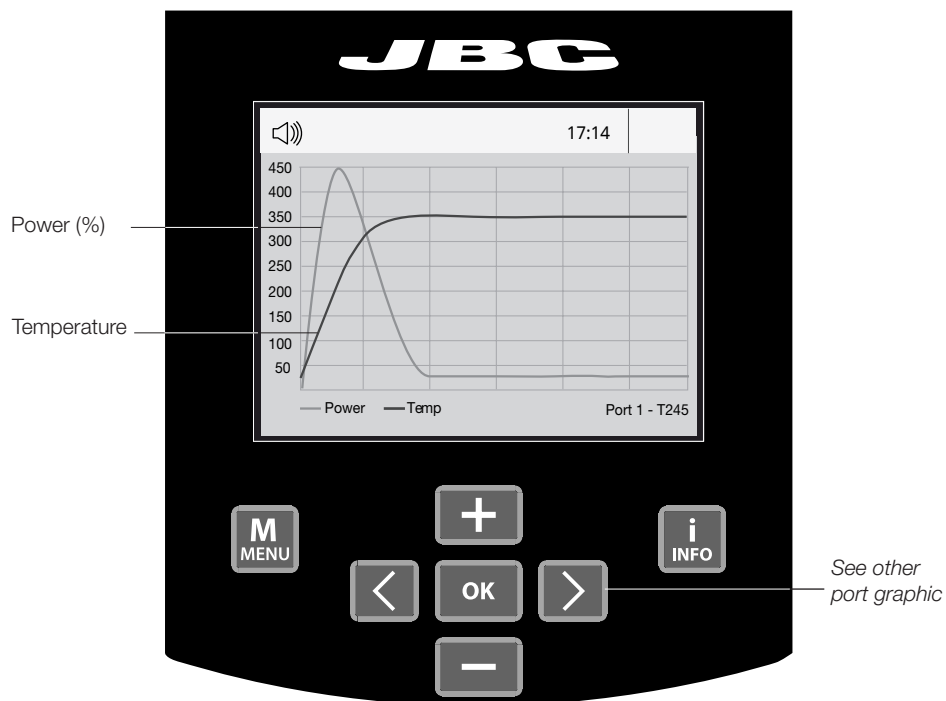 JBC
17:14
450
400
350
300
250
200
150
100
50
Power (%)
Temperature
Power Temp Port 1 - T245
M
MENU
+
i
INFO
< OK >
See other
port graphic
−